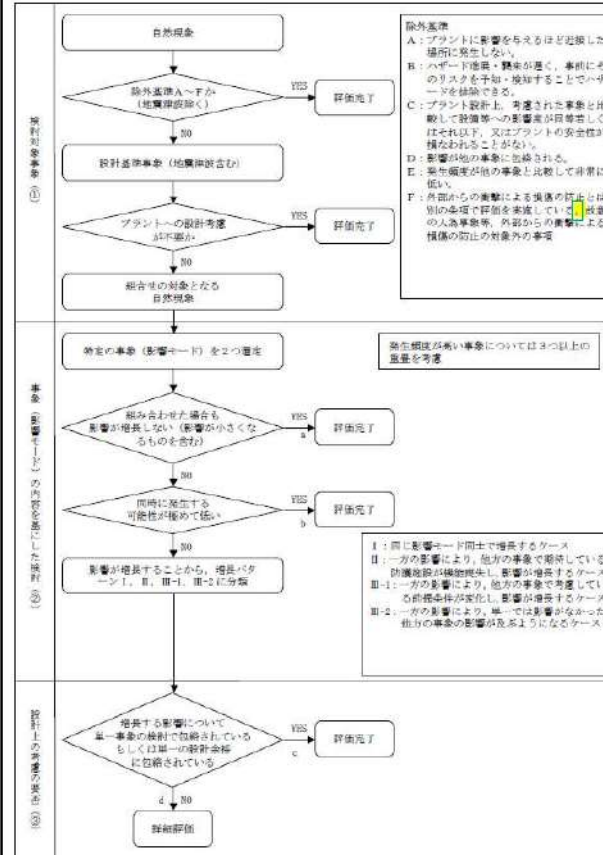 自然現象
除外基準A~Fか
(地震津波除く)
YES
評価完了
NO
設計基準事象(地震津波含む)
プラントへの設計考慮
が不要か
YES
評価完了
NO
組合せの対象となる
自然現象
検討対象事象(①)
除外基準
A:プラントに影響を与えるほど近接した
場所に発生しない。
B:ハザード進展・襲来が遅く,事前にそ
のリスクを予知・検知することでハザ
ードを排除できる。
C:プラント設計上,考慮された事象と比
較して設備等への影響度が同等若しく
はそれ以下,又はプラントの安全性が
損なわれることがない。
D:影響が他の事象に包絡される。
E:発生頻度が他の事象と比較して非常に
低い。
F:外部からの衝撃による損傷の防止とは
別の条項で評価を実施している。故意
の人為事象等,外部からの衝撃による
損傷の防止の対象外の事項
特定の事象(影響モード)を2つ選定
発生頻度が高い事象については3つ以上の
重畳を考慮
組み合わせた場合も
影響が増長しない(影響が小さくな
るものを含む)
YES
a
評価完了
NO
同時に発生する
可能性が極めて低い
YES
b
評価完了
NO
影響が増長することから,増長パタ
ーンⅠ,Ⅱ,Ⅲ-1,Ⅲ-2に分類
事象(影響モード)の内容を基にした検討(②)
Ⅰ:同じ影響モード同士で増長するケース
Ⅱ:一方の影響により,他方の事象で期待している
防護施設が機能喪失し,影響が増長するケース
Ⅲ-1:一方の影響により,他方の事象で考慮してい
る前提条件が変化し,影響が増長するケース
Ⅲ-2:一方の影響により,単一では影響がなかった
他方の事象の影響が及ぶようになるケース
増長する影響について
単一事象の検討で包絡されている
もしくは単一の設計余裕
に包絡されている
YES
c
評価完了
d
NO
詳細評価
設計上の考慮の要否(③)